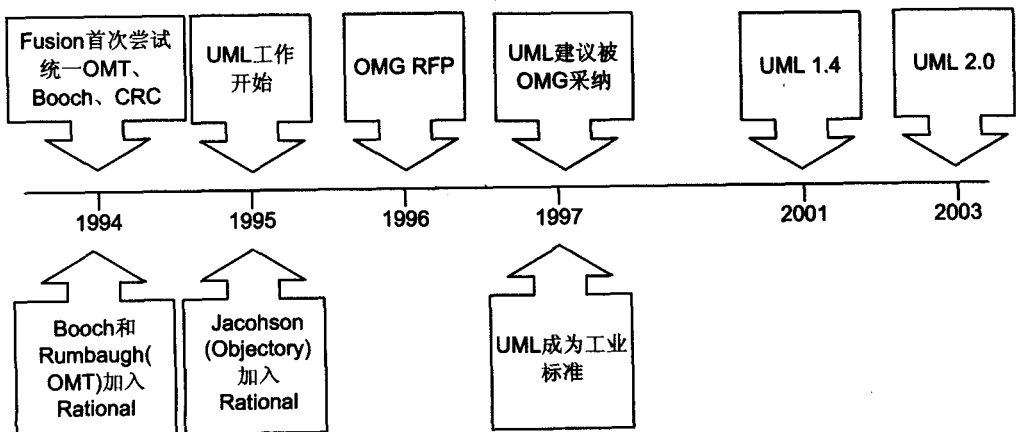 Fusion首次尝试
统一OMT、
Booch、CRC
UML工作
开始
OMG RFP
UML建议被
OMG采纳
UML 1.4
UML 2.0
1994
1995
1996
1997
2001
2003
Booch和
Rumbaugh(
OMT)加入
Rational
Jacohson
(Objectory)
加入
Rational
UML成为工业
标准